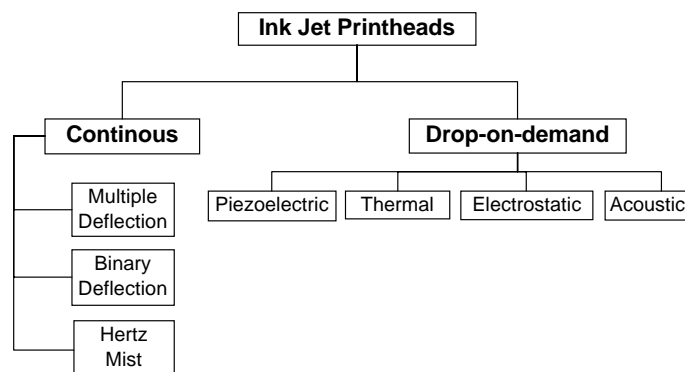 Ink Jet Printheads
Continous
Drop-on-demand
Multiple
Deflection
Binary
Deflection
Hertz
Mist
Piezoelectric
Thermal
Electrostatic
Acoustic